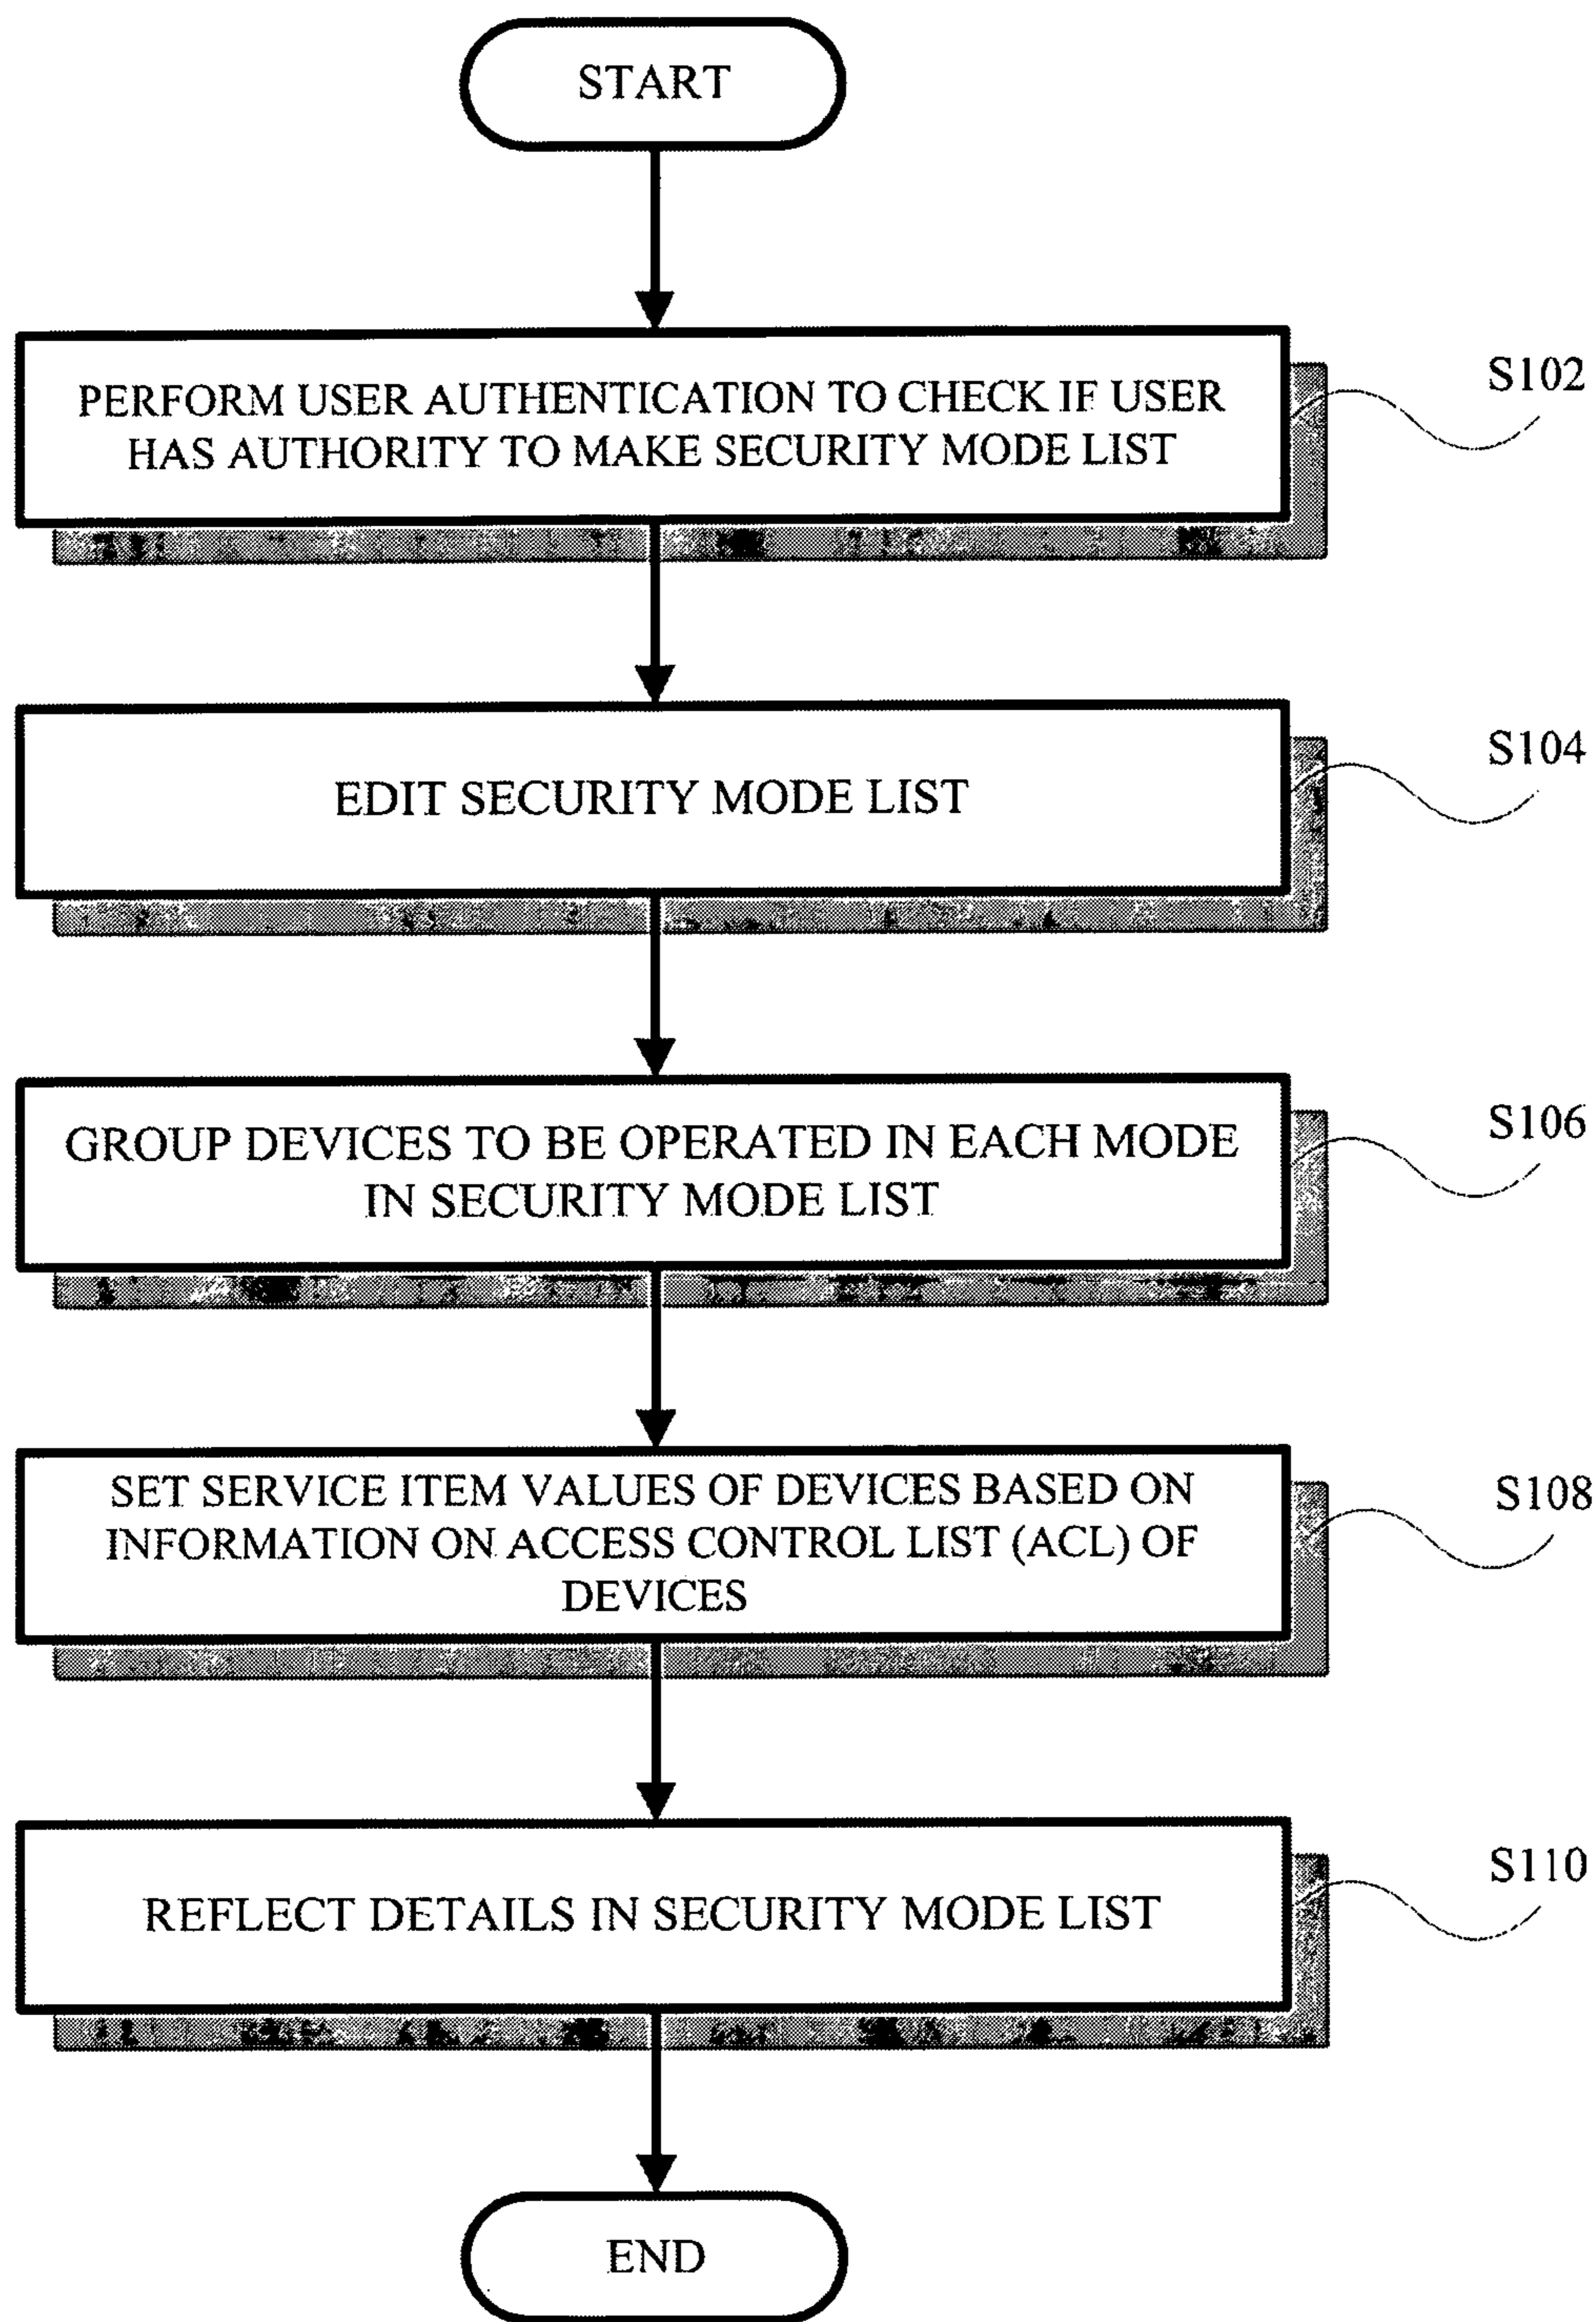 START
PERFORM USER AUTHENTICATION TO CHECK IF USER
HAS AUTHORITY TO MAKE SECURITY MODE LIST
S102
EDIT SECURITY MODE LIST
S104
GROUP DEVICES TO BE OPERATED IN EACH MODE
IN SECURITY MODE LIST
S106
SET SERVICE ITEM VALUES OF DEVICES BASED ON
INFORMATION ON ACCESS CONTROL LIST (ACL) OF
DEVICES
S108
REFLECT DETAILS IN SECURITY MODE LIST
S110
END